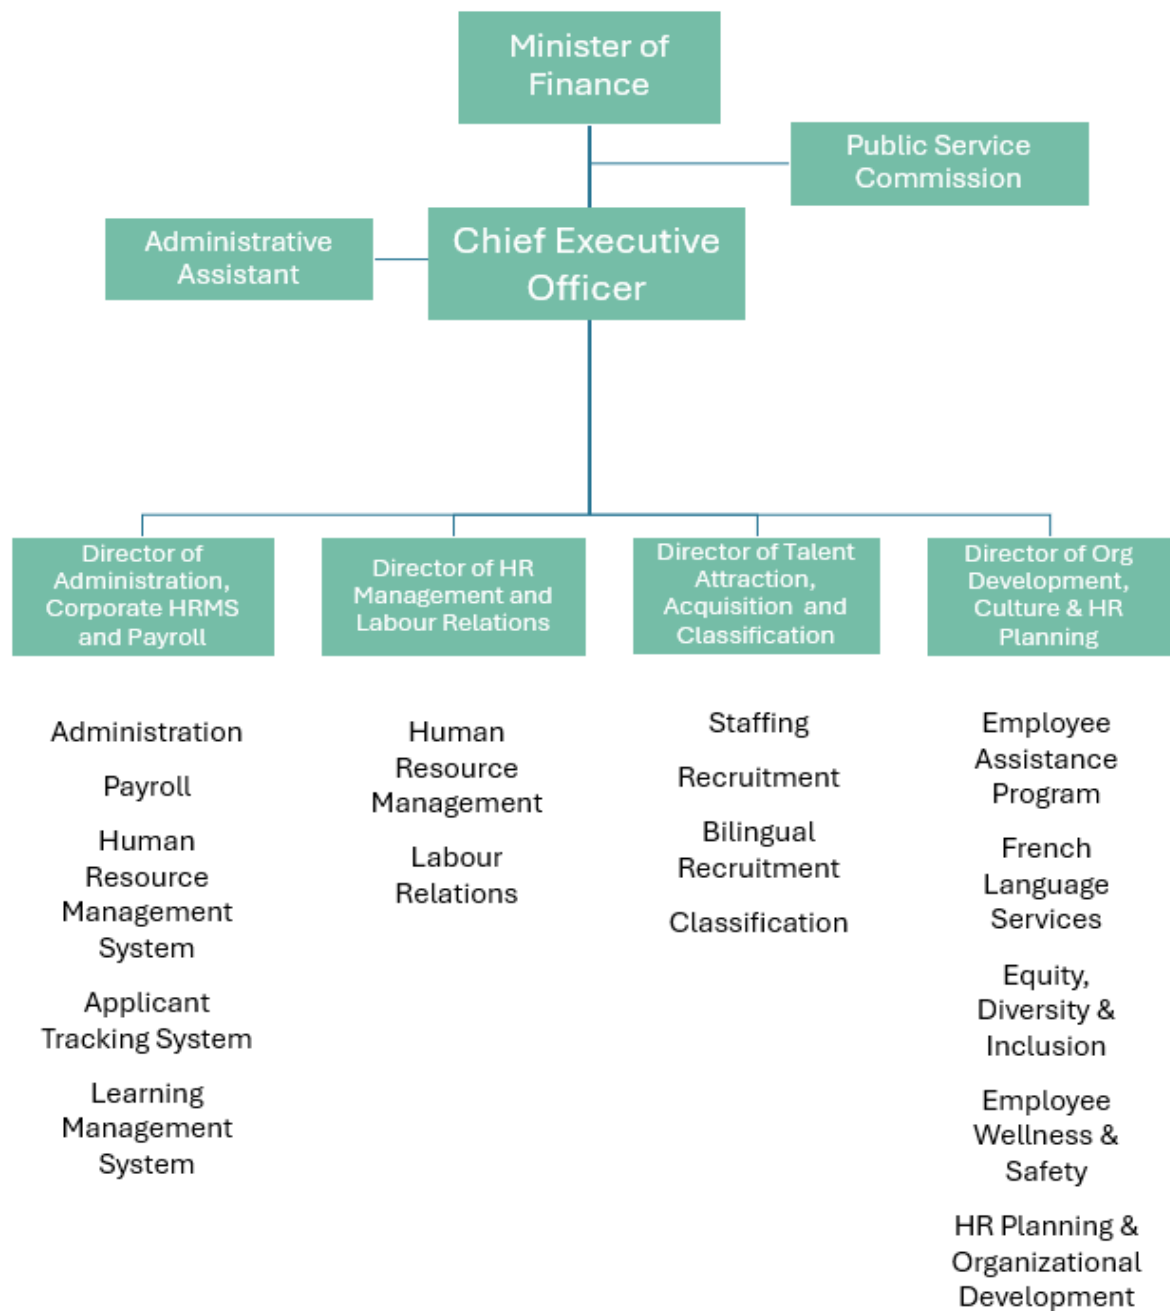 Minister of
Finance
Public Service
Commission
Administrative
Assistant
Chief Executive
Officer
Director of
Administration,
Corporate HRMS
and Payroll
Director of HR
Management and
Labour Relations
Director of Talent
Attraction,
Acquisition and
Classification
Director of Org
Development,
Culture & HR
Planning
Administration
Payroll
Human
Resource
Management
System
Applicant
Tracking System
Learning
Management
System
Human
Resource
Management
Labour
Relations
Staffing
Recruitment
Bilingual
Recruitment
Classification
Employee
Assistance
Program
French
Language
Services
Equity,
Diversity &
Inclusion
Employee
Wellness &
Safety
HR Planning &
Organizational
Development